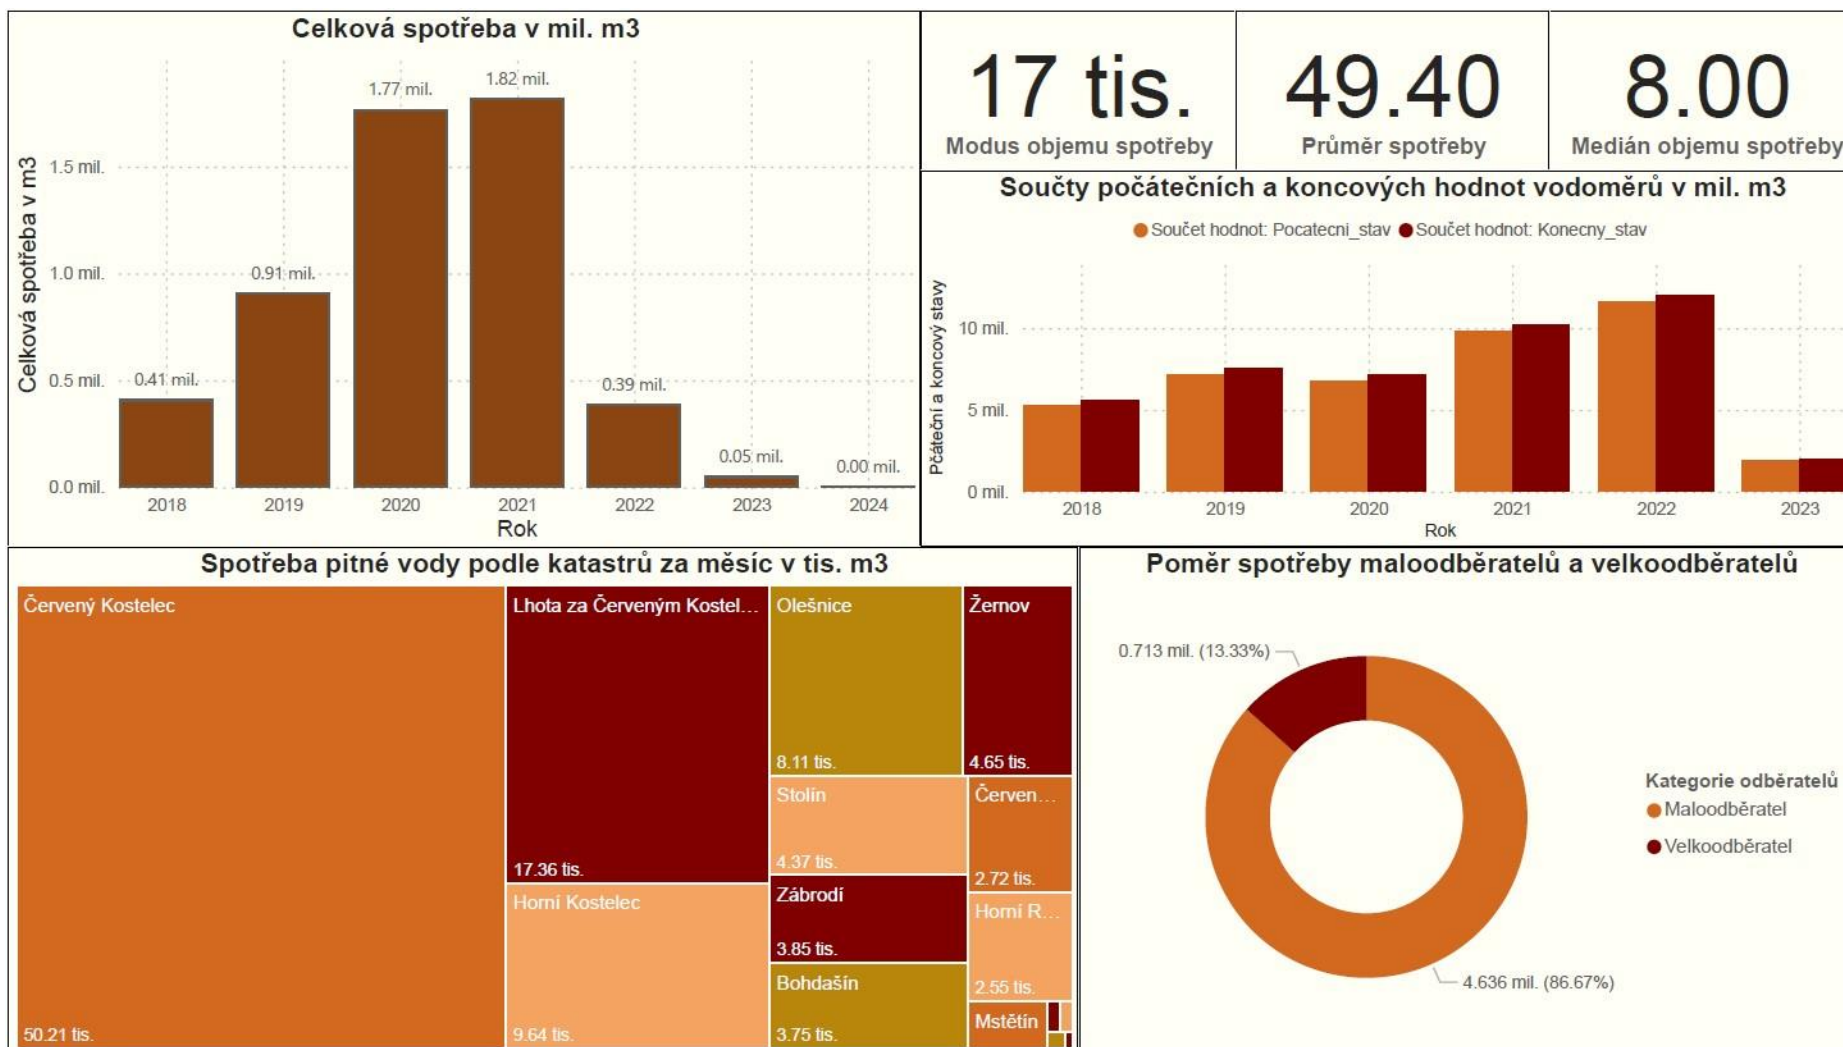 Celková spotřeba v mil. m3
Celková spotřeba v m3
1.5 mil.
1.0 mil.
0.5 mil.
0.0 mil.
0.41 mil.
0.91 mil.
1.77 mil.
1.82 mil.
0.39 mil.
0.05 mil.
0.00 mil.
2018 2019 2020 2021 2022 2023 2024
Rok
17 tis.
Modus objemu spotřeby
49.40
Průměr spotřeby
8.00
Medián objemu spotřeby
Součty počátečních a koncových hodnot vodoměrů v mil. m3
Součet hodnot: Pocatecni_stav Součet hodnot: Konecny_stav
Pčáteční a koncový stavy
10 mil.
5 mil.
0 mil.
2018 2019 2020 2021 2022 2023
Rok
Spotřeba pitné vody podle katastrů za měsíc v tis. m3
Červený Kostelec
50.21 tis.
Lhota za Červeným Kostel...
17.36 tis.
Horní Kostelec
9.64 tis.
Olešnice
8.11 tis.
Žernov
4.65 tis.
Stolín
4.37 tis.
Zábrodí
3.85 tis.
Bohdašín
3.75 tis.
Červen...
2.72 tis.
Horní R...
2.55 tis.
Mstětín
Poměr spotřeby maloodběratelů a velkoodběratelů
0.713 mil. (13.33%)
4.636 mil. (86.67%)
Kategorie odběratelů
Maloodběratel
Velkoodběratel